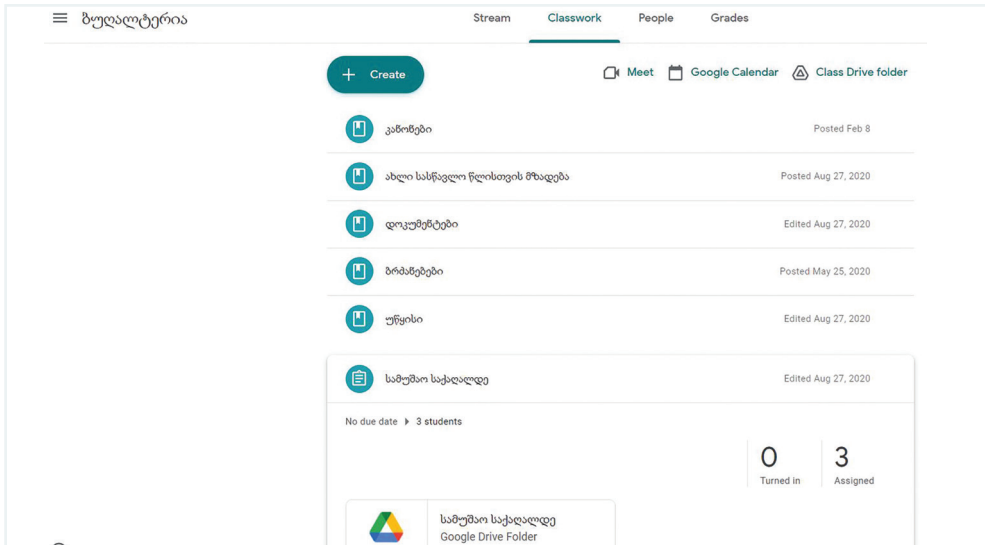 ბუღალტერია
Stream Classwork People Grades
Create
Meet Google Calendar Class Drive folder
კანონები Posted Feb 8
ახლი სასწავლო წლისთვის მზადება Posted Aug 27, 2020
დოკუმენტები Edited Aug 27, 2020
ბრძანებები Posted May 25, 2020
უწყისი Edited Aug 27, 2020
სამუშაო საქაღალდე Edited Aug 27, 2020
No due date 3 students
0 3
Turned in Assigned
სამუშაო საქაღალდე
Google Drive Folder